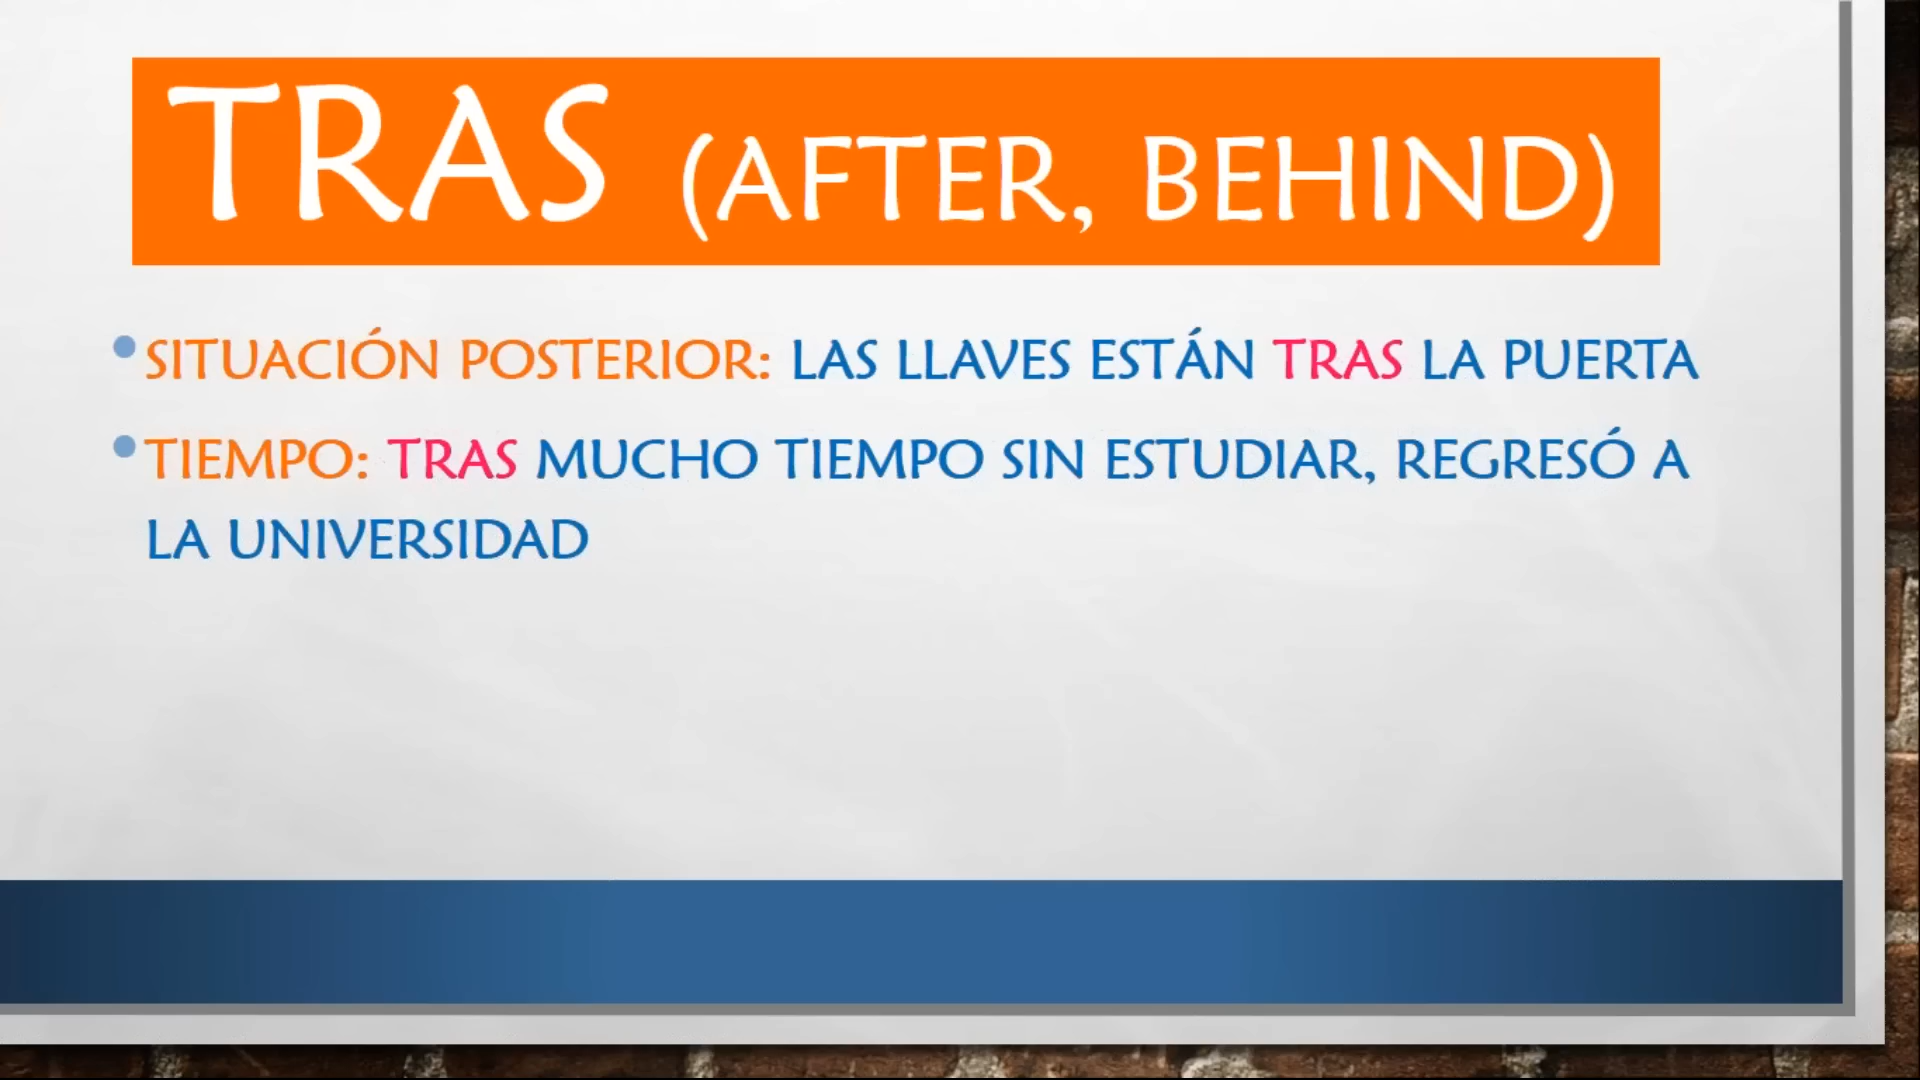 TRAS (AFTER, BEHIND)
•SITUACIÓN POSTERIOR: LAS LLAVES ESTÁN TRAS LA PUERTA
•TIEMPO: TRAS MUCHO TIEMPO SIN ESTUDIAR, REGRESÓ A
LA UNIVERSIDAD